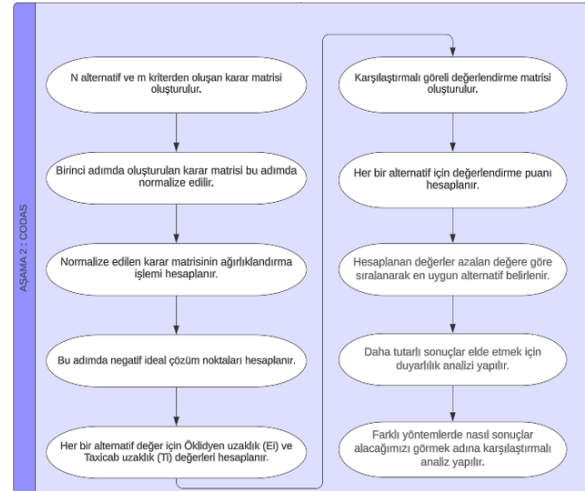 AŞAMA 2 : CODAS
N alternatif ve m kriterden oluşan karar matrisi
oluşturulur.
Birinci adımda oluşturulan karar matrisi bu adımda
normalize edilir.
Normalize edilen karar matrisinin ağırlıklandırma
işlemi hesaplanır.
Bu adımda negatif ideal çözüm noktaları hesaplanır.
Her bir alternatif değer için Öklidyen uzaklık (Ei) ve
Taxicab uzaklık (Ti) değerleri hesaplanır.
Karşılaştırmalı göreli değerlendirme matrisi
oluşturulur.
Her bir alternatif için değerlendirme puanı
hesaplanır.
Hesaplanan değerler azalan değere göre
sıralanarak en uygun alternatif belirlenir.
Daha tutarlı sonuçlar elde etmek için
duyarlılık analizi yapılır.
Farklı yöntemlerde nasıl sonuçlar
alacağımızı görmek adına karşılaştırmalı
analiz yapılır.